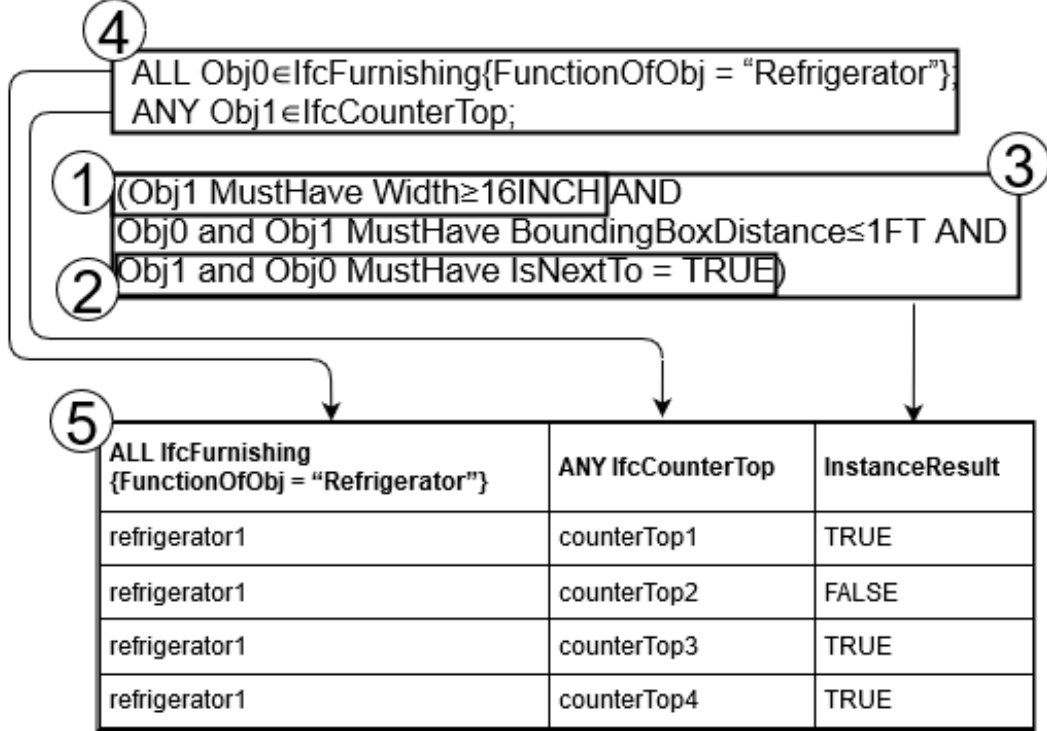 4
ALL Obj0∈IfcFurnishing{FunctionOfObj = “Refrigerator”};
ANY Obj1∈IfcCounterTop;
1
3
(Obj1 MustHave Width≥16INCH AND
Obj0 and Obj1 MustHave BoundingBoxDistance≤1FT AND
Obj1 and Obj0 MustHave IsNextTo = TRUE)
2
5
ALL IfcFurnishing
{FunctionOfObj = “Refrigerator”}
ANY IfcCounterTop
InstanceResult
refrigerator1 counterTop1 TRUE
refrigerator1 counterTop2 FALSE
refrigerator1 counterTop3 TRUE
refrigerator1 counterTop4 TRUE